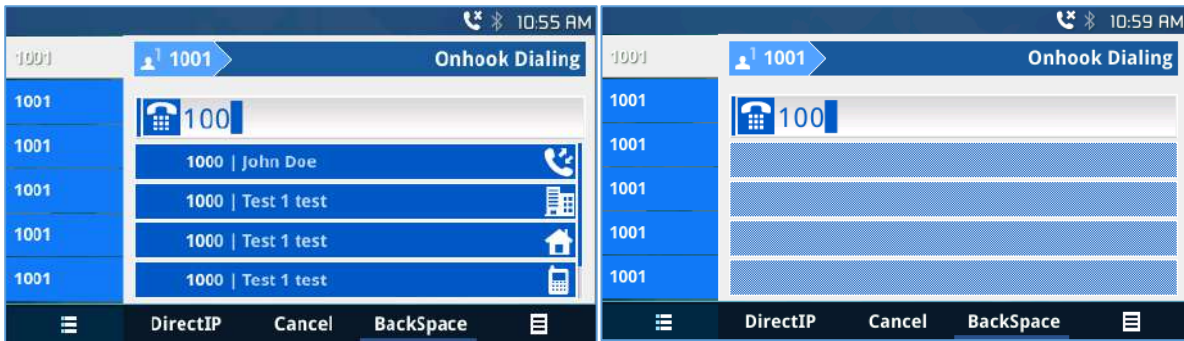 10:55 AM
1001
1 1001
Onhook Dialing
1001
1001
1001
1001
1001
100
1000 | John Doe
1000 | Test 1 test
1000 | Test 1 test
1000 | Test 1 test
DirectIP
Cancel
BackSpace
10:59 AM
1001
1 1001
Onhook Dialing
1001
1001
1001
1001
1001
100
DirectIP
Cancel
BackSpace